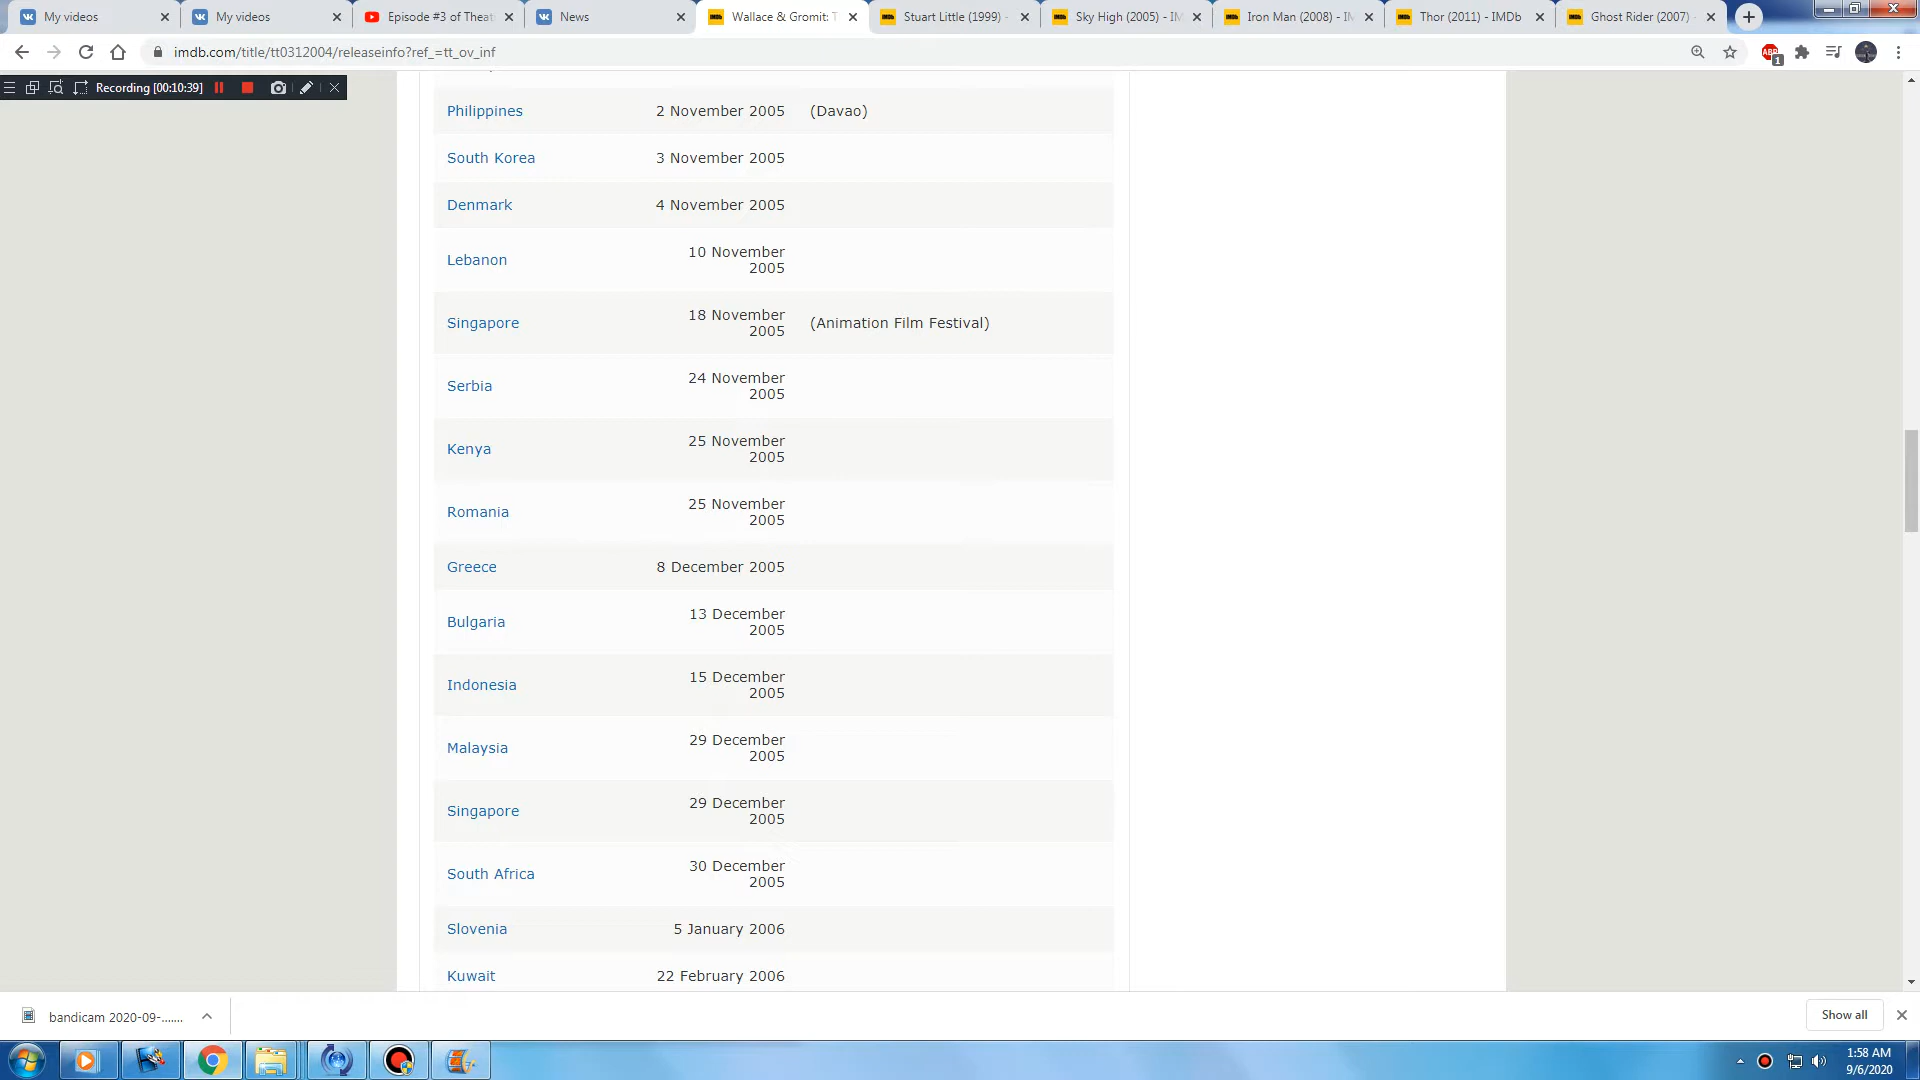 My videos
My videos
Episode #3 of Theat
News
Wallace & Gromit: T
Stuart Little (1999) -
Sky High (2005) - IM
Iron Man (2008) - IM
Thor (2011) - IMDb
Ghost Rider (2007) -
imdb.com/title/tt0312004/releaseinfo?ref_=tt_ov_inf
ABP
1
Recording [00:10:39]
Philippines 2 November 2005 (Davao)
South Korea 3 November 2005
Denmark 4 November 2005
Lebanon 10 November
2005
Singapore 18 November
2005 (Animation Film Festival)
Serbia 24 November
2005
Kenya 25 November
2005
Romania 25 November
2005
Greece 8 December 2005
Bulgaria 13 December
2005
Indonesia 15 December
2005
Malaysia 29 December
2005
Singapore 29 December
2005
South Africa 30 December
2005
Slovenia 5 January 2006
Kuwait 22 February 2006
bandicam 2020-09-.......
Show all
1:58 AM
9/6/2020